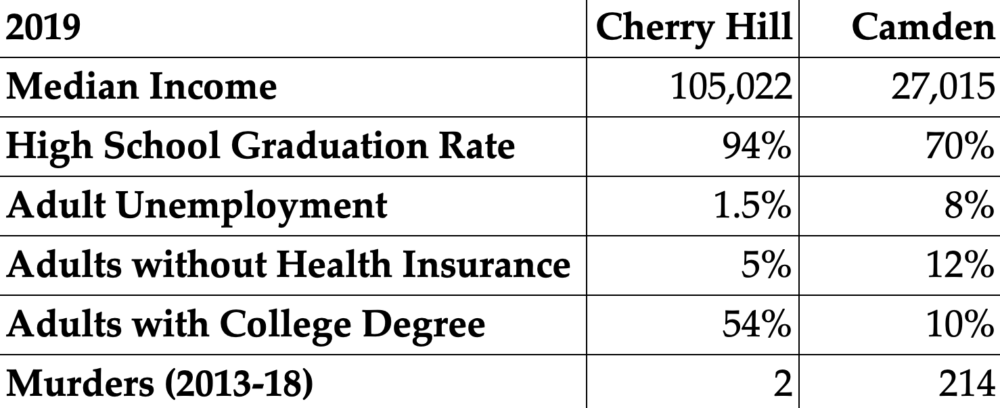 2019 Cherry Hill Camden
Median Income 105,022 27,015
High School Graduation Rate 94% 70%
Adult Unemployment 1.5% 8%
Adults without Health Insurance 5% 12%
Adults with College Degree 54% 10%
Murders (2013-18) 2 214